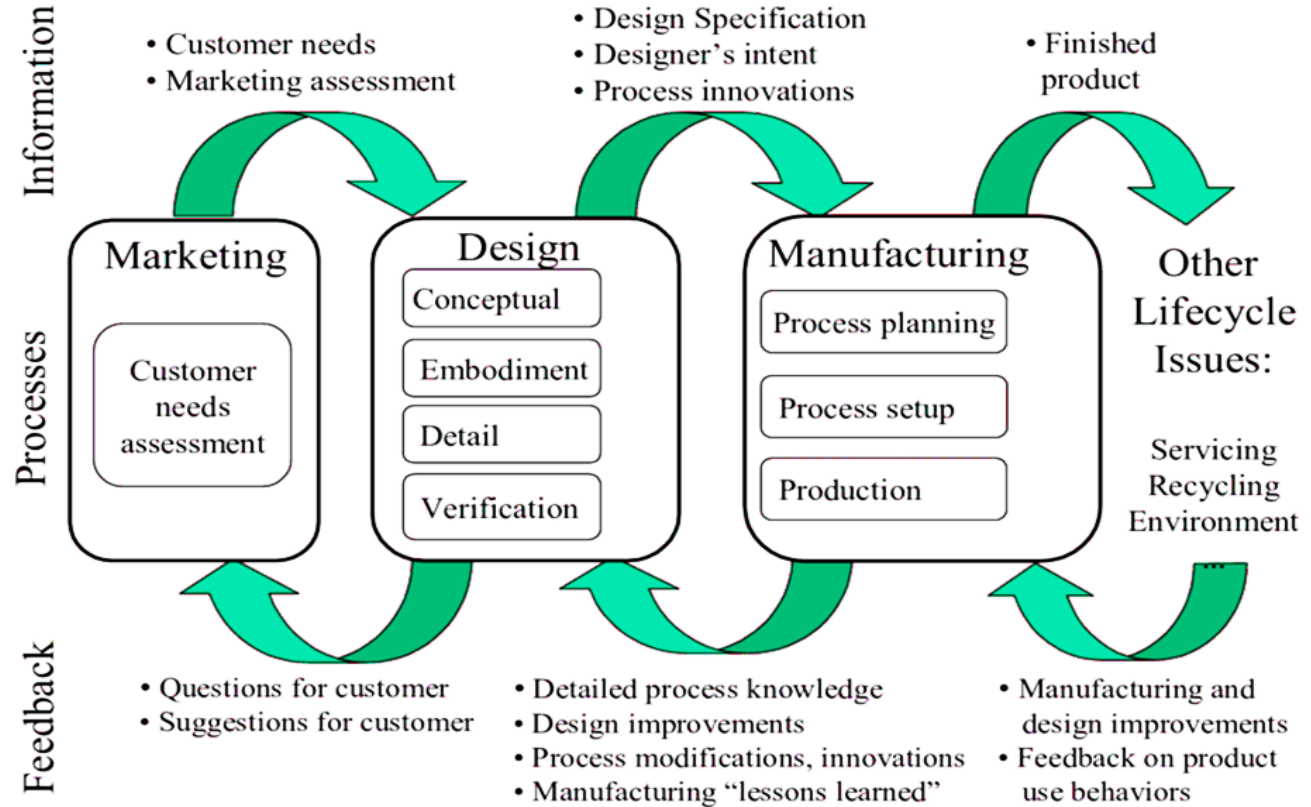 Information
• Customer needs
• Marketing assessment
• Design Specification
• Designer’s intent
• Process innovations
• Finished
product
Processes
Marketing
Customer
needs
assessment
Design
Conceptual
Embodiment
Detail
Verification
Manufacturing
Process planning
Process setup
Production
Other
Lifecycle
Issues:
Servicing
Recycling
Environment
...
Feedback
• Questions for customer
• Suggestions for customer
• Detailed process knowledge
• Design improvements
• Process modifications, innovations
• Manufacturing “lessons learned”
• Manufacturing and
design improvements
• Feedback on product
use behaviors